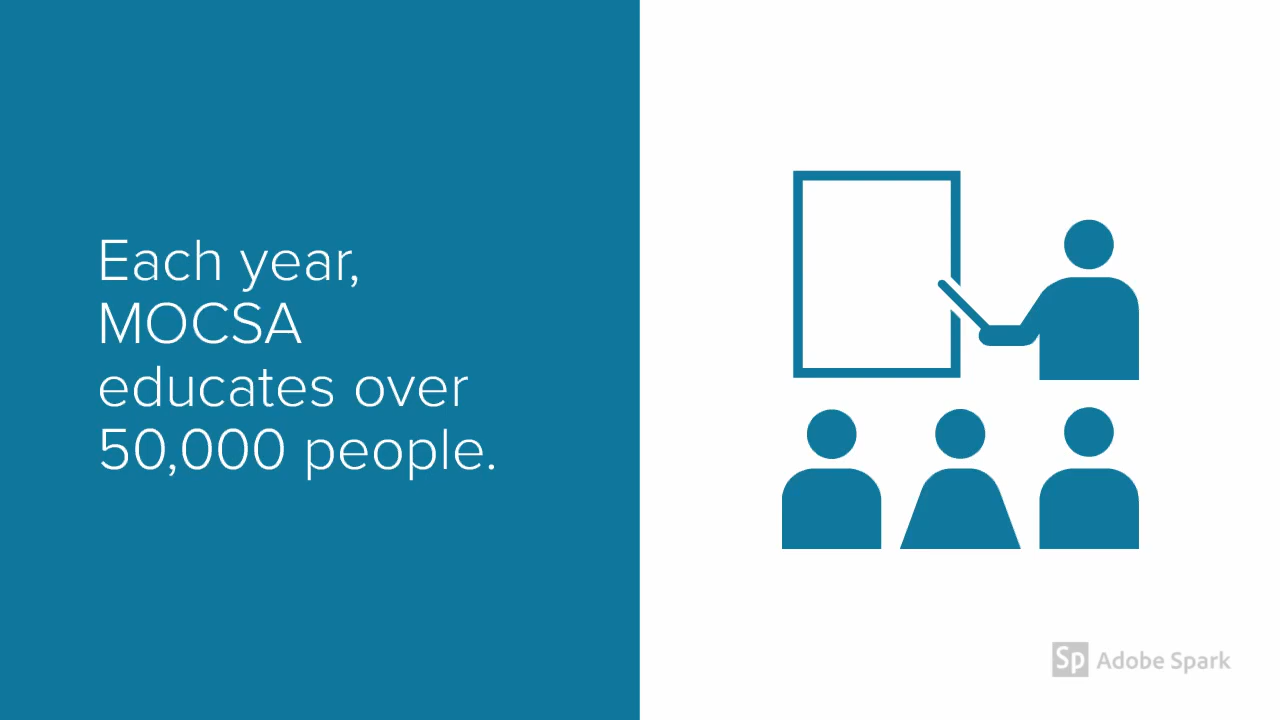 Each year,
MOCSA
educates over
50,000 people.
Sp Adobe Spark